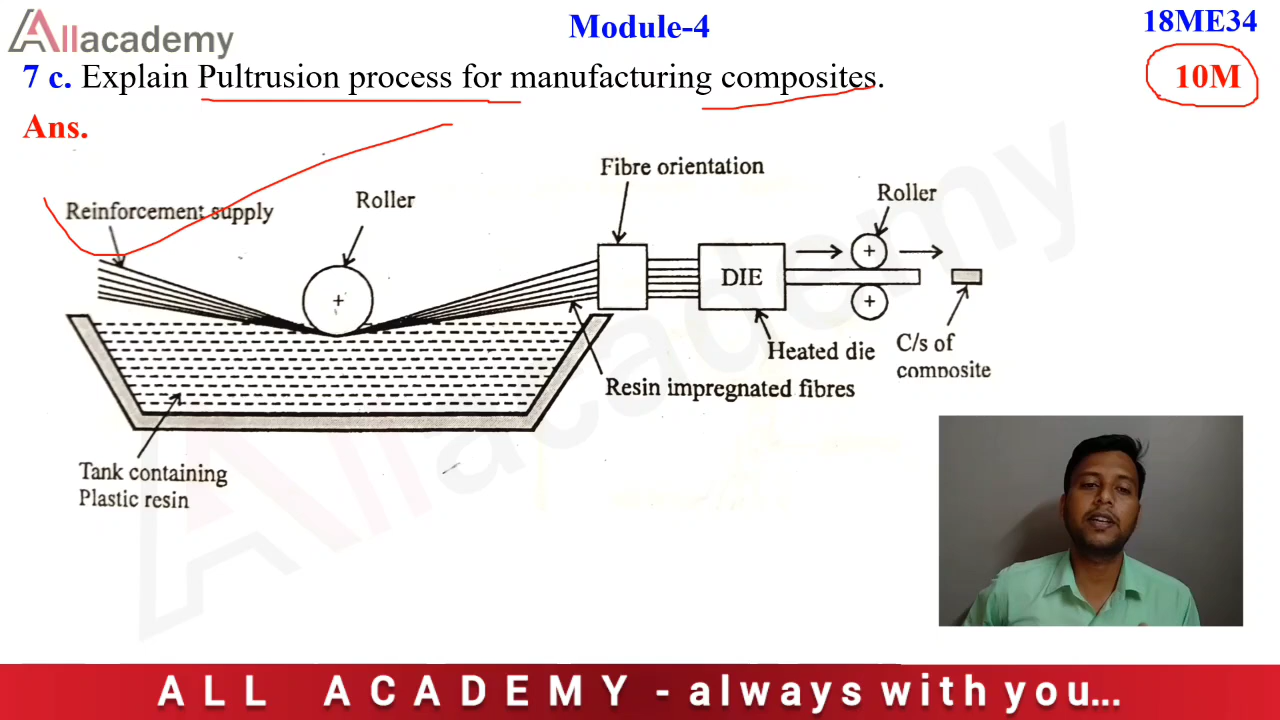 Allacademy
Module-4
18ME34
7 c. Explain Pultrusion process for manufacturing composites.
10M
Ans.
Fibre orientation
Roller
Roller
Reinforcement supply
+
+
DIE
+
Heated die
C/s of
composite
Resin impregnated fibres
Tank containing
Plastic resin
Allacademy
ALL ACADEMY - always with you...